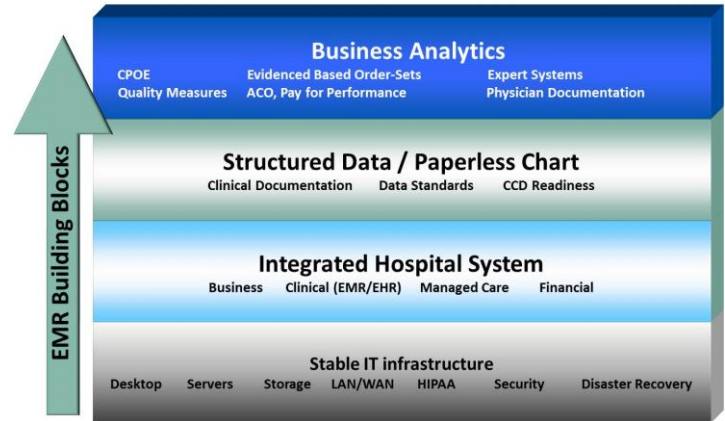 EMR Building Blocks
Business Analytics
CPOE Evidenced Based Order-Sets Expert Systems
Quality Measures ACO, Pay for Performance Physician Documentation
Structured Data / Paperless Chart
Clinical Documentation Data Standards CCD Readiness
Integrated Hospital System
Business Clinical (EMR/EHR) Managed Care Financial
Stable IT infrastructure
Desktop Servers Storage LAN/WAN HIPAA Security Disaster Recovery